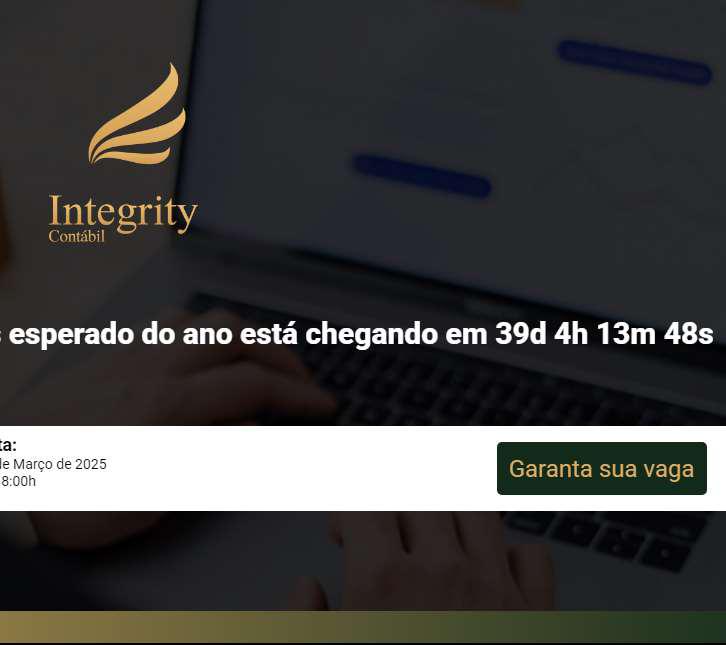 Integrity
Contábil
esperado do ano está chegando em 39d 4h 13m 48s
ta:
de Março de 2025
8:00h
Garanta sua vaga